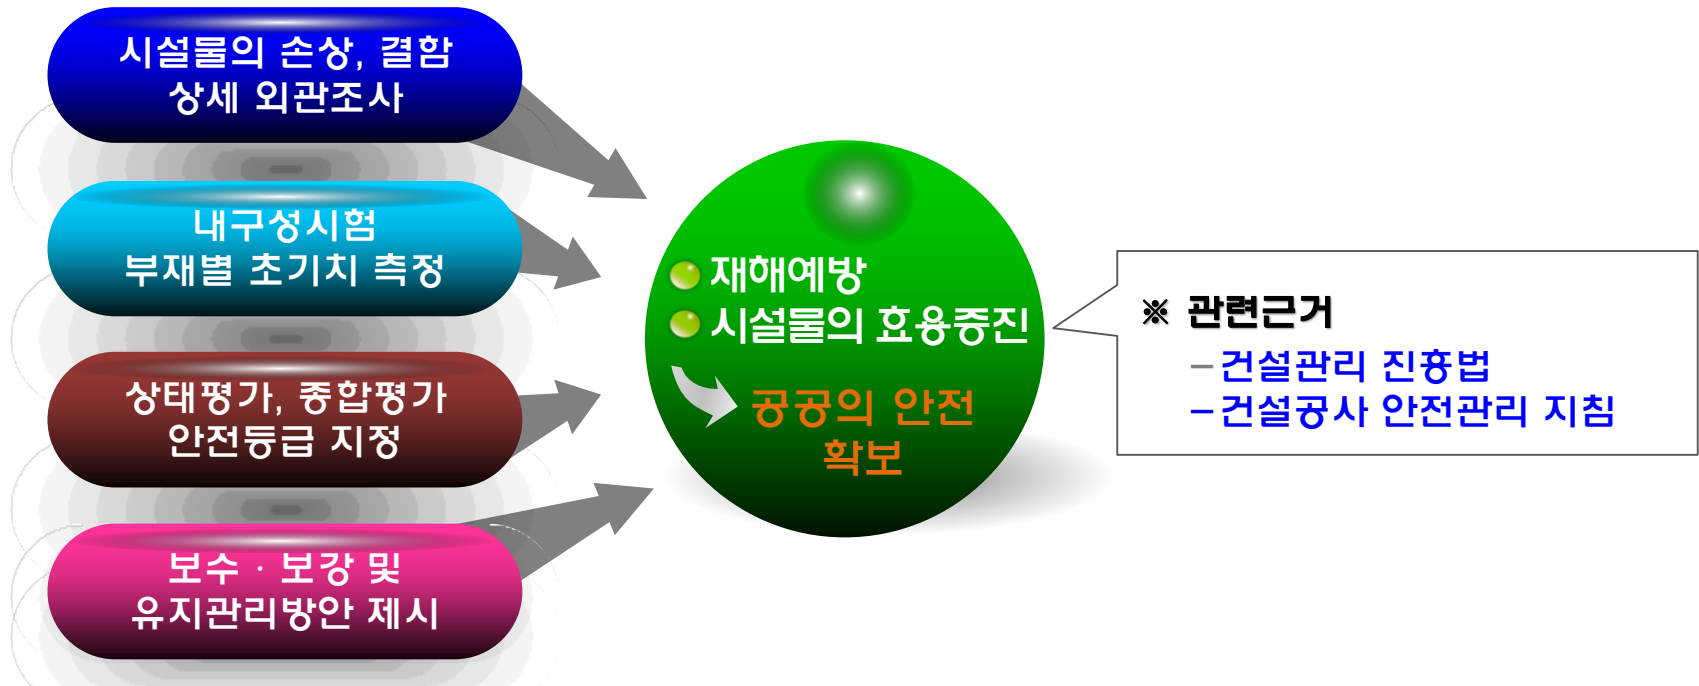 시설물의 손상, 결함
상세 외관조사
내구성시험
부재별 초기치 측정
상태평가, 종합평가
안전등급 지정
보수 · 보강 및
유지관리방안 제시
재해예방
시설물의 효용증진
공공의 안전
확보
※ 관련근거
– 건설관리 진흥법
– 건설공사 안전관리 지침